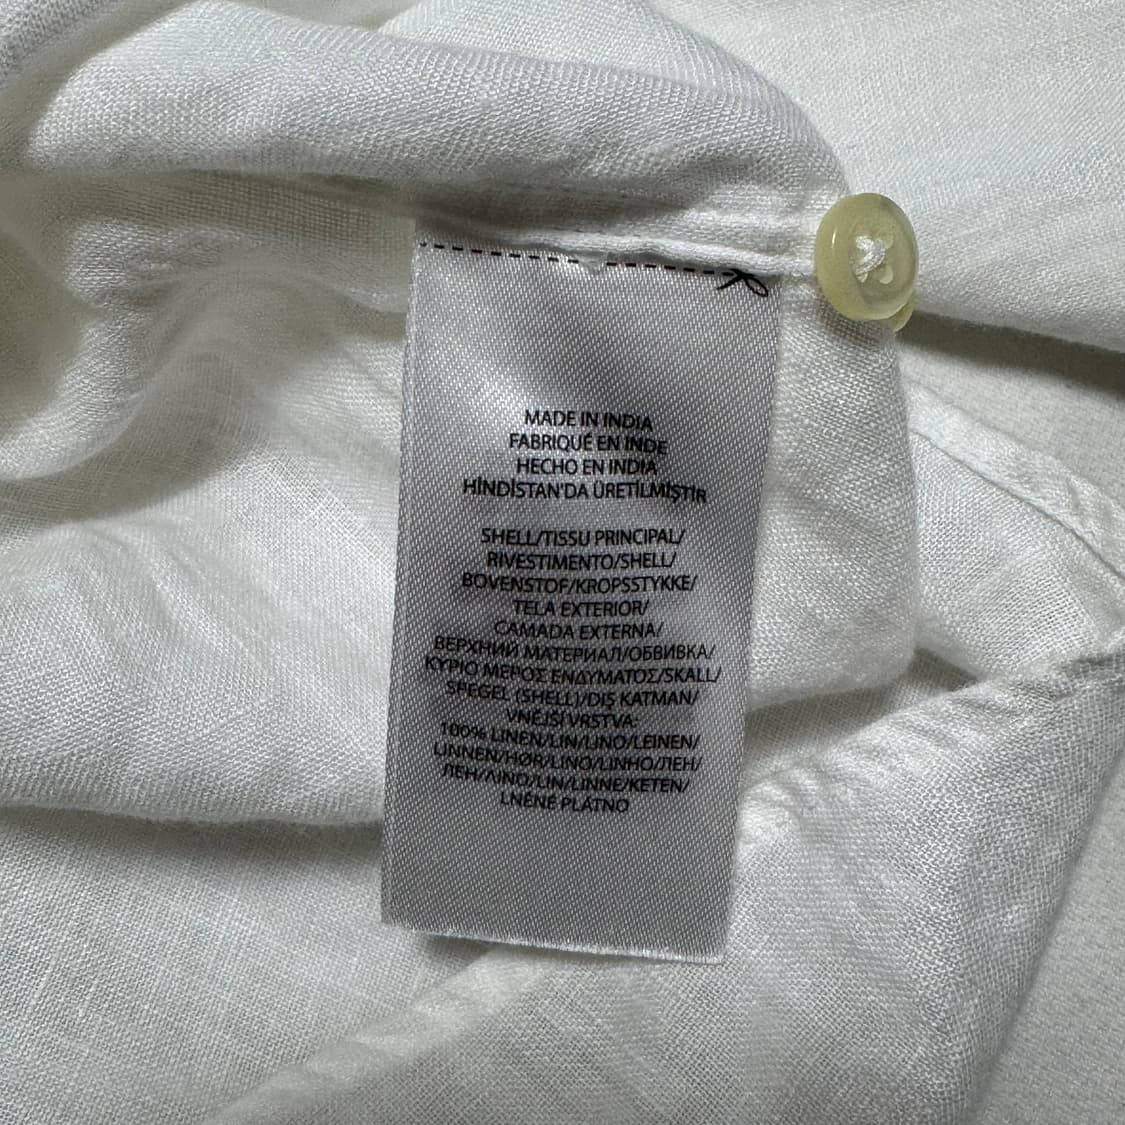 MADE IN INDIA
FABRIQUÉ EN INDE
HECHO EN INDIA
HİNDİSTAN'DA ÜRETİLMİŞTİR
SHELL/TISSU PRINCIPAL/
RIVESTIMENTO/SHELL/
BOVENSTOF/KROPSSTYKKE/
TELA EXTERIOR/
CAMADA EXTERNA/
ВЕРХНИЙ МАТЕРИАЛ/ОБВИВКА/
ΚΥΡΙΟ ΜΕΡΟΣ ΕΝΔΥΜΑΤΟΣ/SKALL/
SPEGEL (SHELL)/DIŞ KATMAN/
VNĚJŠÍ VRSTVA:
100% LINEN/LIN/LINO/LEINEN/
LINNEN/HØR/LINO/LINHO/ЛЕН/
ЛЕН/ΛΙΝΟ/LIN/LINNE/KETEN/
LNĚNÉ PLÁTNO